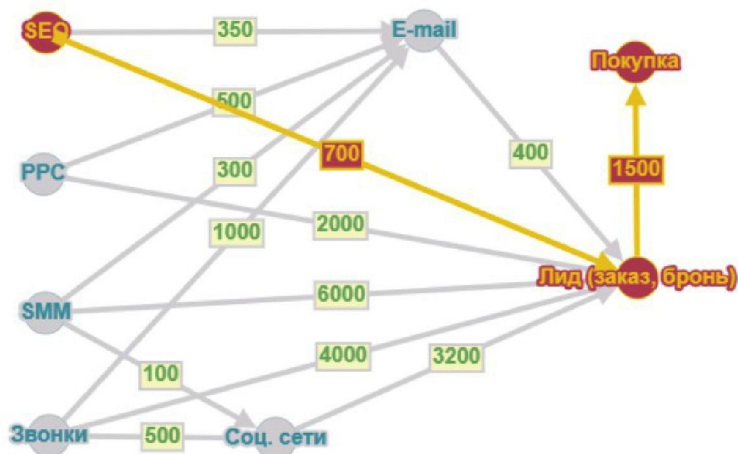 SEO
350
E-mail
Покупка
500
PPC
300
700
400
1500
1000
2000
Лид (заказ, бронь)
SMM
6000
4000
3200
100
Звонки
500
Соц. сети